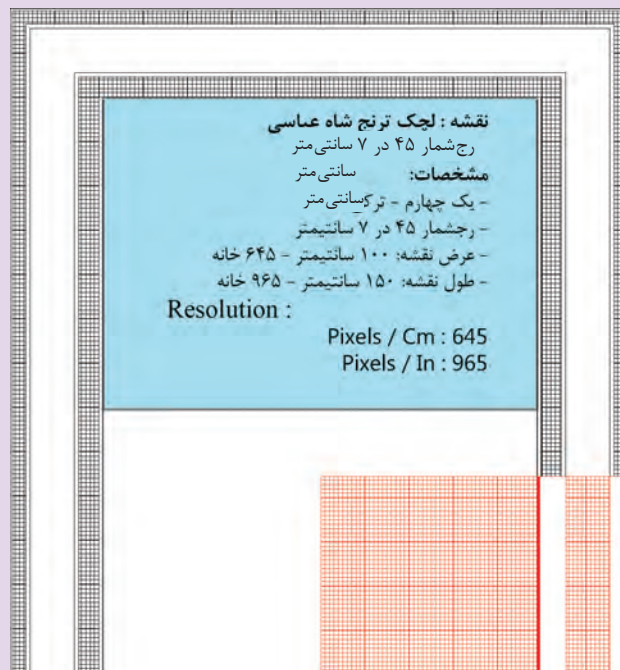 نقشه : لچک ترنج شاه عباسی
رج‌شمار ۴۵ در ۷ سانتی‌متر
مشخصات: سانتی‌متر
- یک چهارم - ترک سانتی‌متر
- رجشمار ۴۵ در ۷ سانتیمتر
- عرض نقشه: ۱۰۰ سانتیمتر - ۶۴۵ خانه
- طول نقشه: ۱۵۰ سانتیمتر - ۹۶۵ خانه
Resolution :
Pixels / Cm : 645
Pixels / In : 965